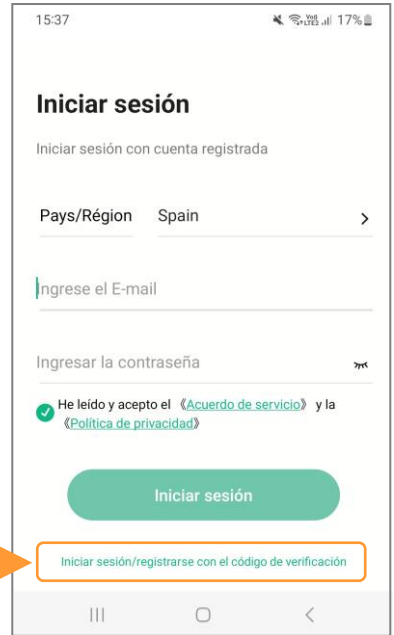 15:37 Vo9 LTE2 17%
Iniciar sesión
Iniciar sesión con cuenta registrada
Pays/Région Spain
Ingrese el E-mail
Ingresar la contraseña
He leído y acepto el 《Acuerdo de servicio》 y la
《Política de privacidad》
Iniciar sesión
Iniciar sesión/registrarse con el código de verificación